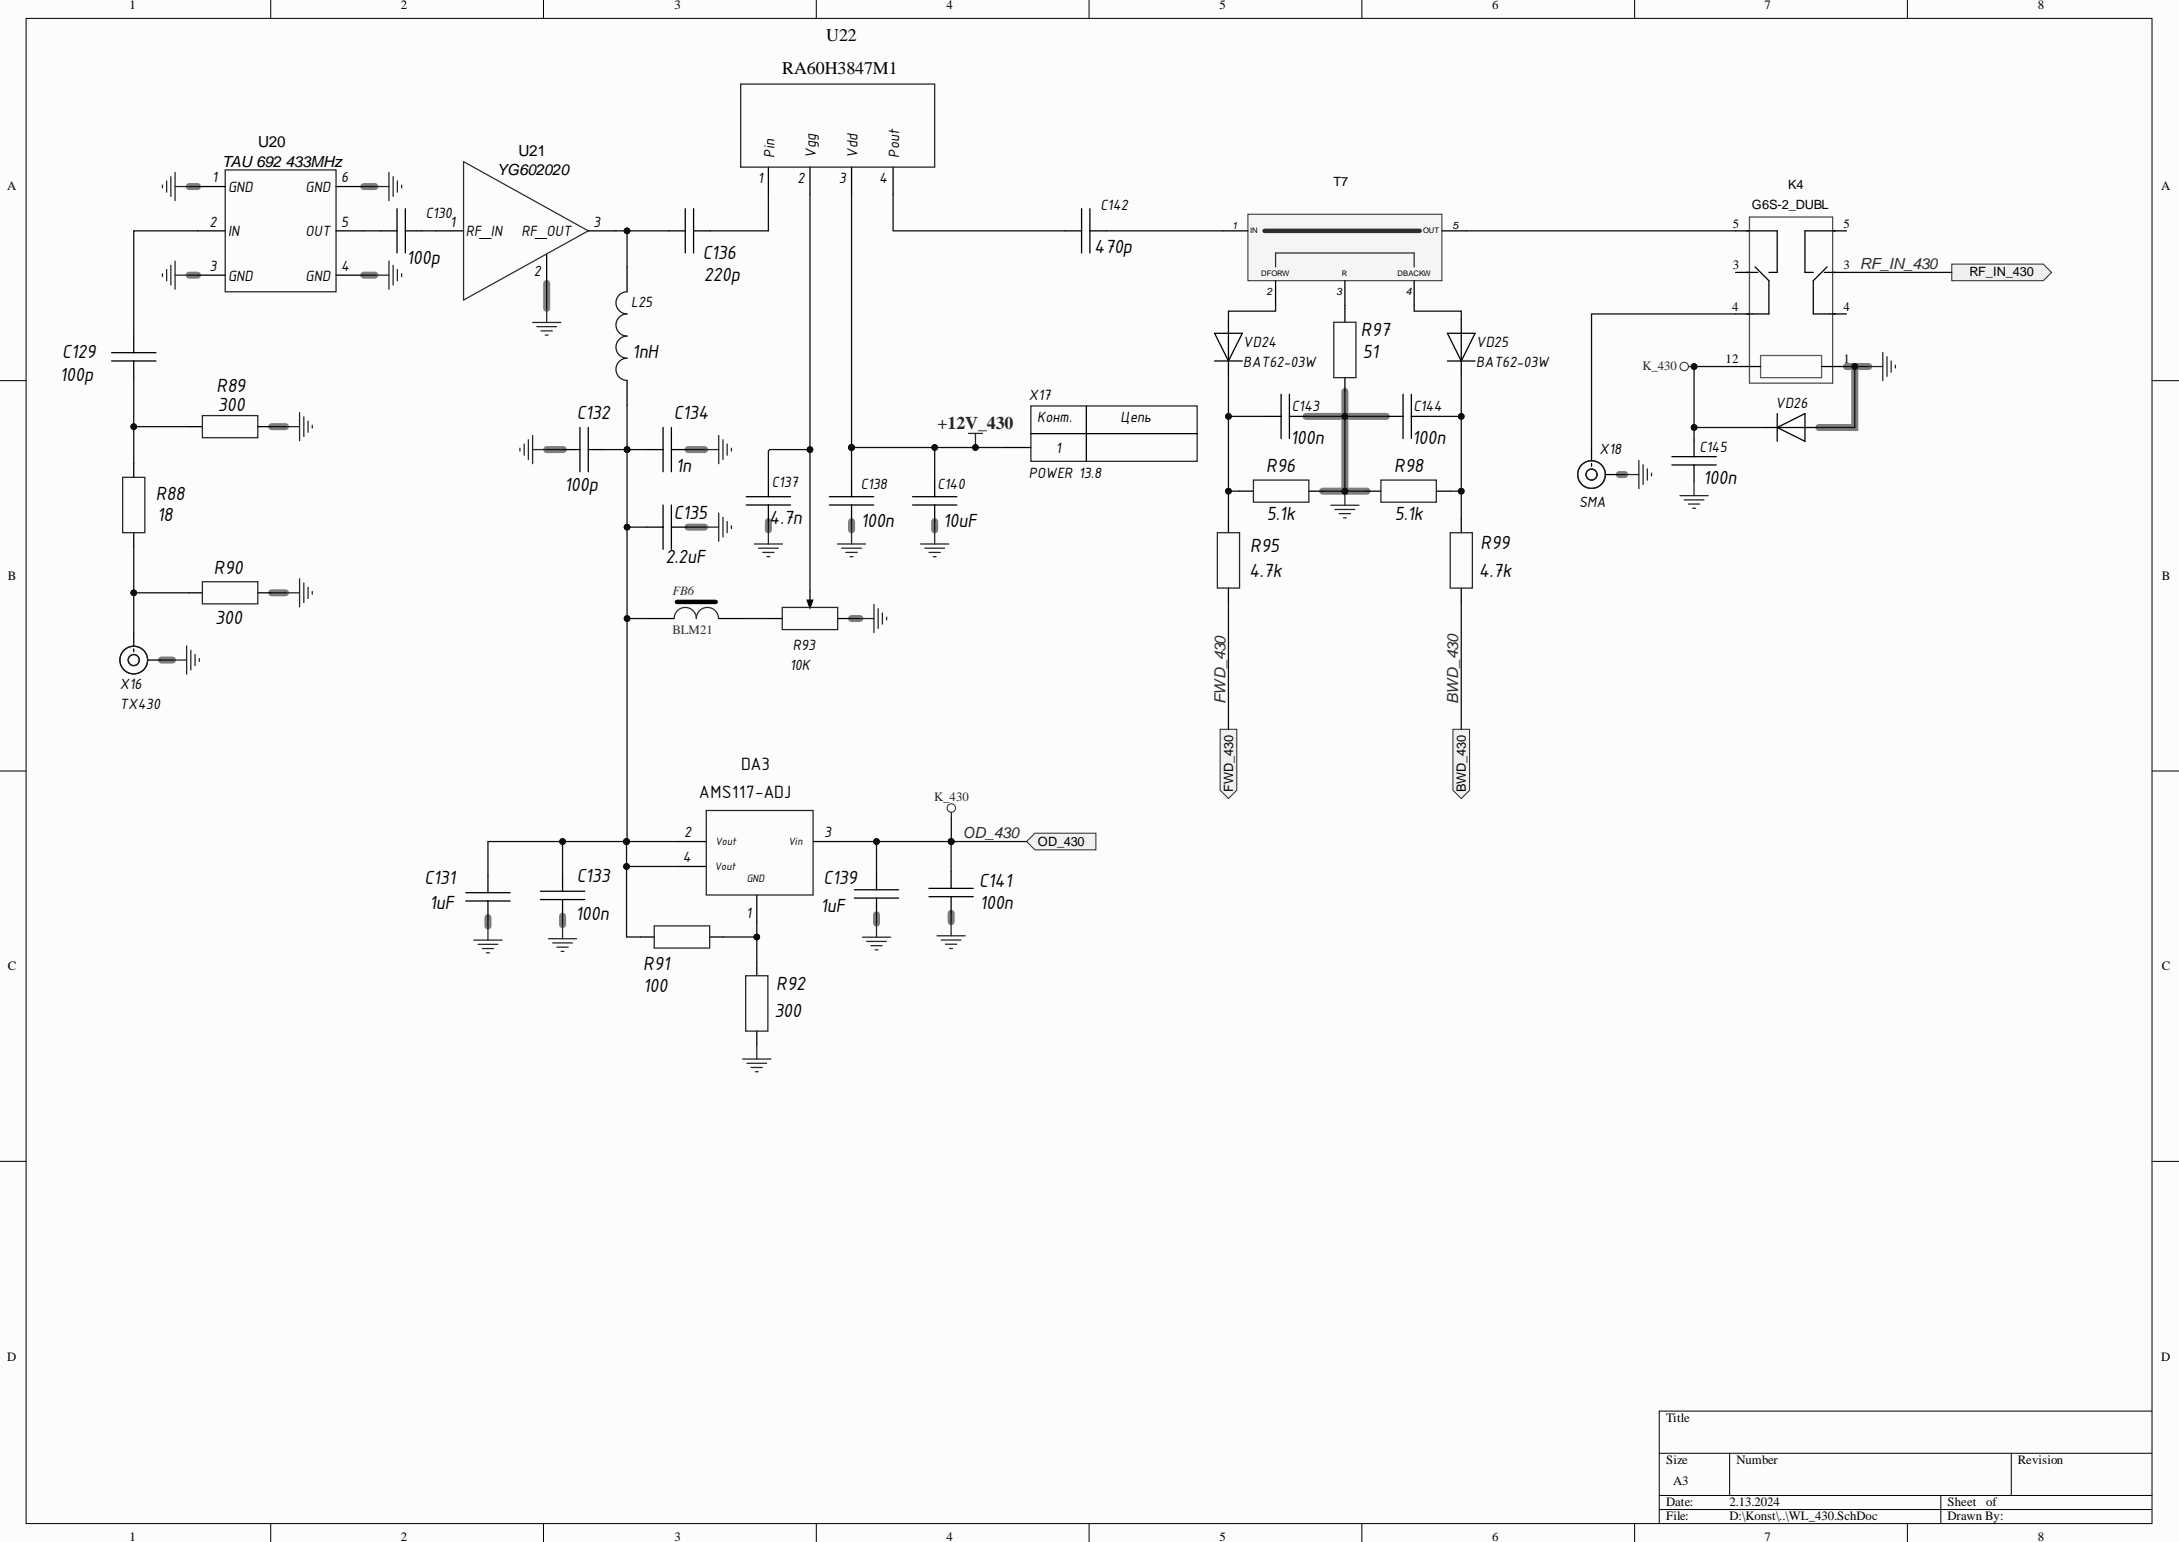 1 2 3 4 5 6 7 8
A
B
C
D
A
B
C
D
U20
TAU 692 433MHz
1 GND
2 IN
3 GND
GND 6
OUT 5
GND 4
C130
100p
U21
YG602020
1 RF_IN
RF_OUT 3
2
C129
100p
R89
300
R88
18
R90
300
X16
TX430
U22
RA60H3847M1
Pin Vgg Vdd Pout
1 2 3 4
C136
220p
L25
1nH
C132
100p
C134
1n
C135
2.2uF
C137
4.7n
C138
100n
C140
10uF
+12V_430
X17
Конт. Цепь
1
POWER 13.8
FB6
BLM21
R93
10K
DA3
AMS117-ADJ
2 Vout
4 Vout
Vin 3
GND
1
C131
1uF
C133
100n
C139
1uF
C141
100n
K_430
OD_430
OD_430
R91
100
R92
300
C142
470p
T7
1 IN OUT 5
DFORW R DBACKW
2 3 4
VD24
BAT62-03W
R97
51
VD25
BAT62-03W
C143
100n
C144
100n
R96
5.1k
R98
5.1k
R95
4.7k
R99
4.7k
FWD_430
FWD_430
BWD_430
BWD_430
K4
G6S-2_DUBL
5 5
3 3
4 4
12 1
RF_IN_430
RF_IN_430
K_430
VD26
C145
100n
X18
SMA
Title
Size
A3
Number
Revision
Date: 2.13.2024
Sheet of
File: D:\Konst\..\WL_430.SchDoc
Drawn By:
1 2 3 4 5 6 7 8